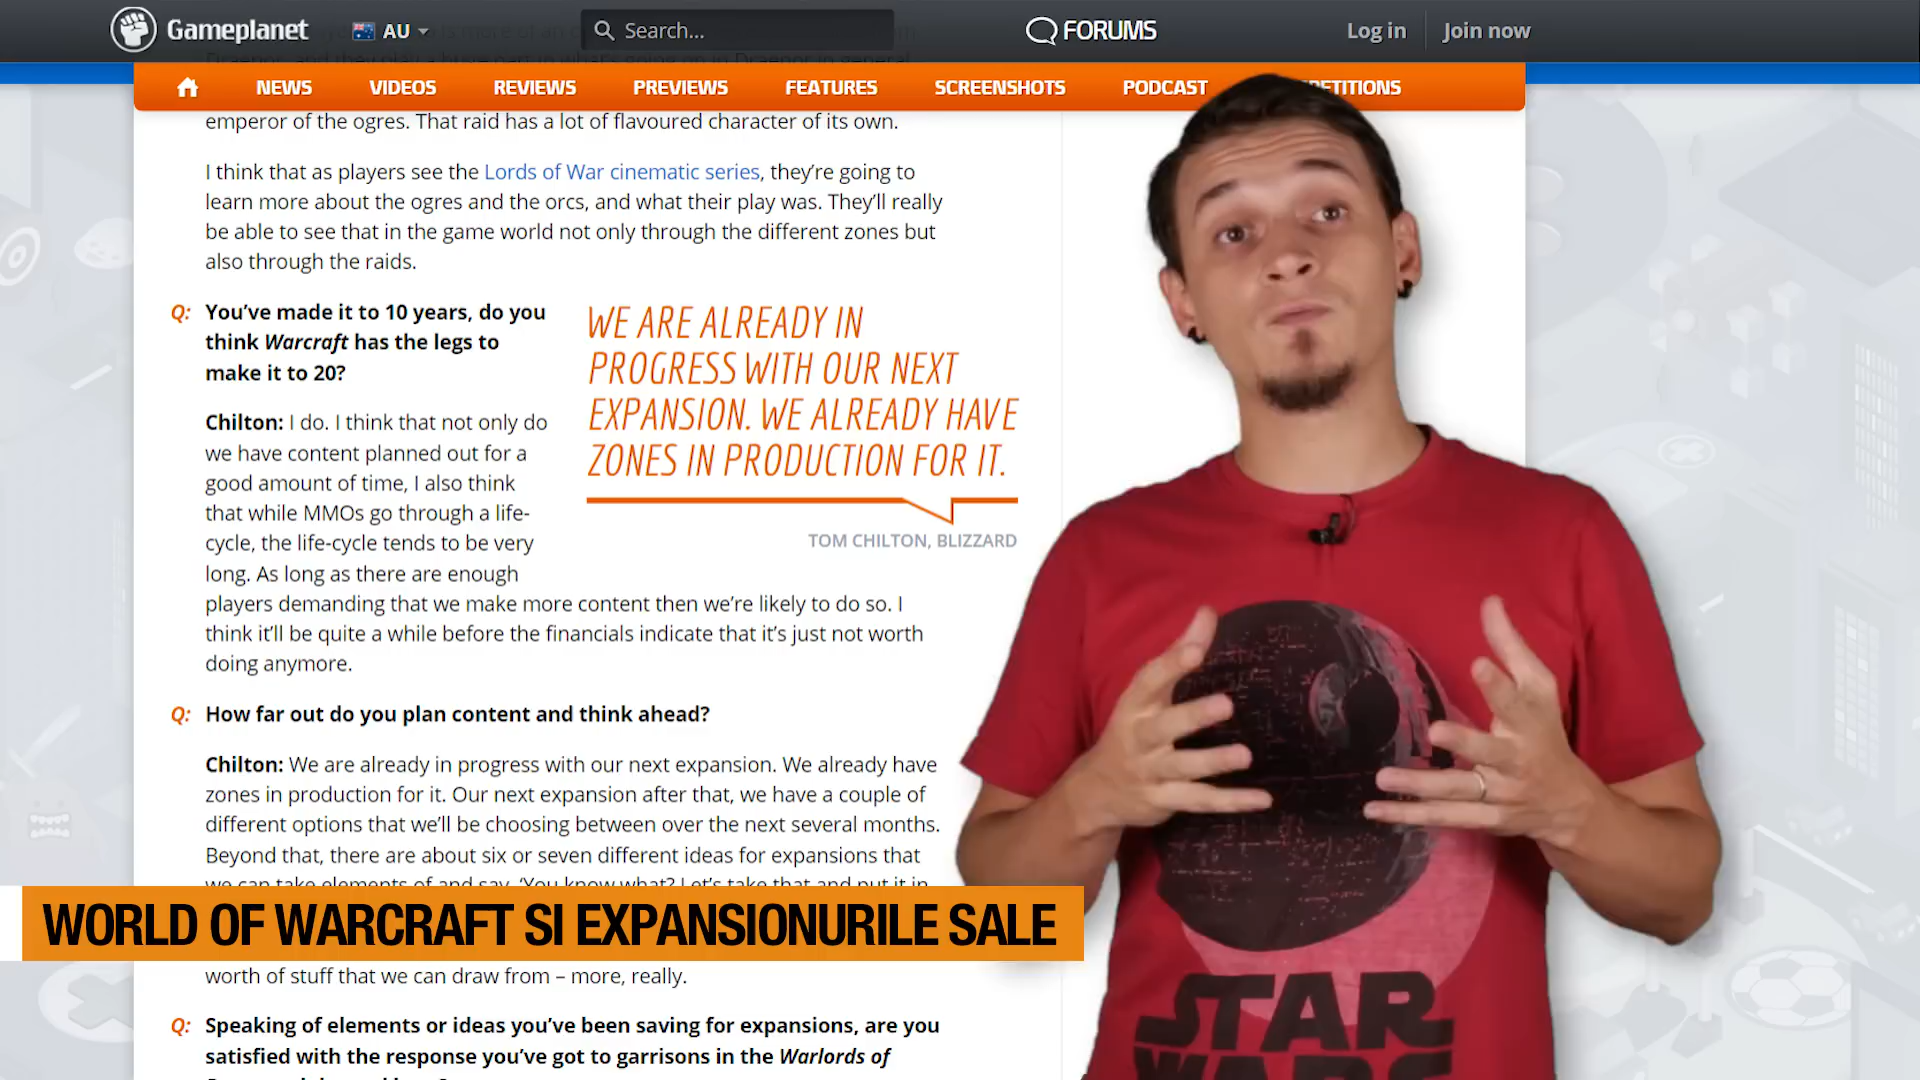 Gameplanet
AU
Search...
FORUMS
Log in
Join now
NEWS
VIDEOS
REVIEWS
PREVIEWS
FEATURES
SCREENSHOTS
PODCAST
PETITIONS
emperor of the ogres. That raid has a lot of flavoured character of its own.
I think that as players see the Lords of War cinematic series, they’re going to
learn more about the ogres and the orcs, and what their play was. They’ll really
be able to see that in the game world not only through the different zones but
also through the raids.
Q: You’ve made it to 10 years, do you
think Warcraft has the legs to
make it to 20?
WE ARE ALREADY IN
PROGRESS WITH OUR NEXT
EXPANSION. WE ALREADY HAVE
ZONES IN PRODUCTION FOR IT.
TOM CHILTON, BLIZZARD
Chilton: I do. I think that not only do
we have content planned out for a
good amount of time, I also think
that while MMOs go through a life-
cycle, the life-cycle tends to be very
long. As long as there are enough
players demanding that we make more content then we’re likely to do so. I
think it’ll be quite a while before the financials indicate that it’s just not worth
doing anymore.
Q: How far out do you plan content and think ahead?
Chilton: We are already in progress with our next expansion. We already have
zones in production for it. Our next expansion after that, we have a couple of
different options that we’ll be choosing between over the next several months.
Beyond that, there are about six or seven different ideas for expansions that
we can take elements of and say, ‘You know what? Let’s take that and put it in
WORLD OF WARCRAFT SI EXPANSIONURILE SALE
worth of stuff that we can draw from – more, really.
Q: Speaking of elements or ideas you’ve been saving for expansions, are you
satisfied with the response you’ve got to garrisons in the Warlords of
STAR
WARS